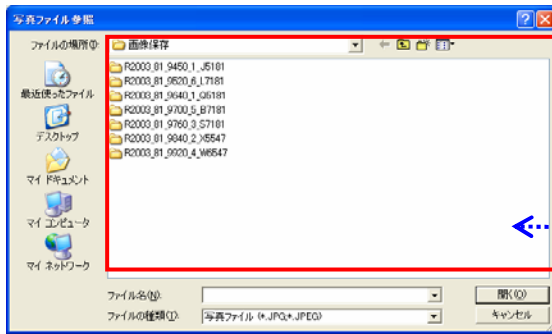 写真ファイル参照
ファイルの場所(I):
画像保存
R2003_81_9450_1_J5181
R2003_81_9520_6_L7181
R2003_81_9640_1_Q5181
R2003_81_9700_5_B7181
R2003_81_9760_3_S7181
R2003_81_9840_2_X5547
R2003_81_9920_4_W6547
最近使ったファイル
デスクトップ
マイ ドキュメント
マイ コンピュータ
マイ ネットワーク
ファイル名(N):
開く(O)
ファイルの種類(T):
写真ファイル (*.JPG;*.JPEG)
キャンセル